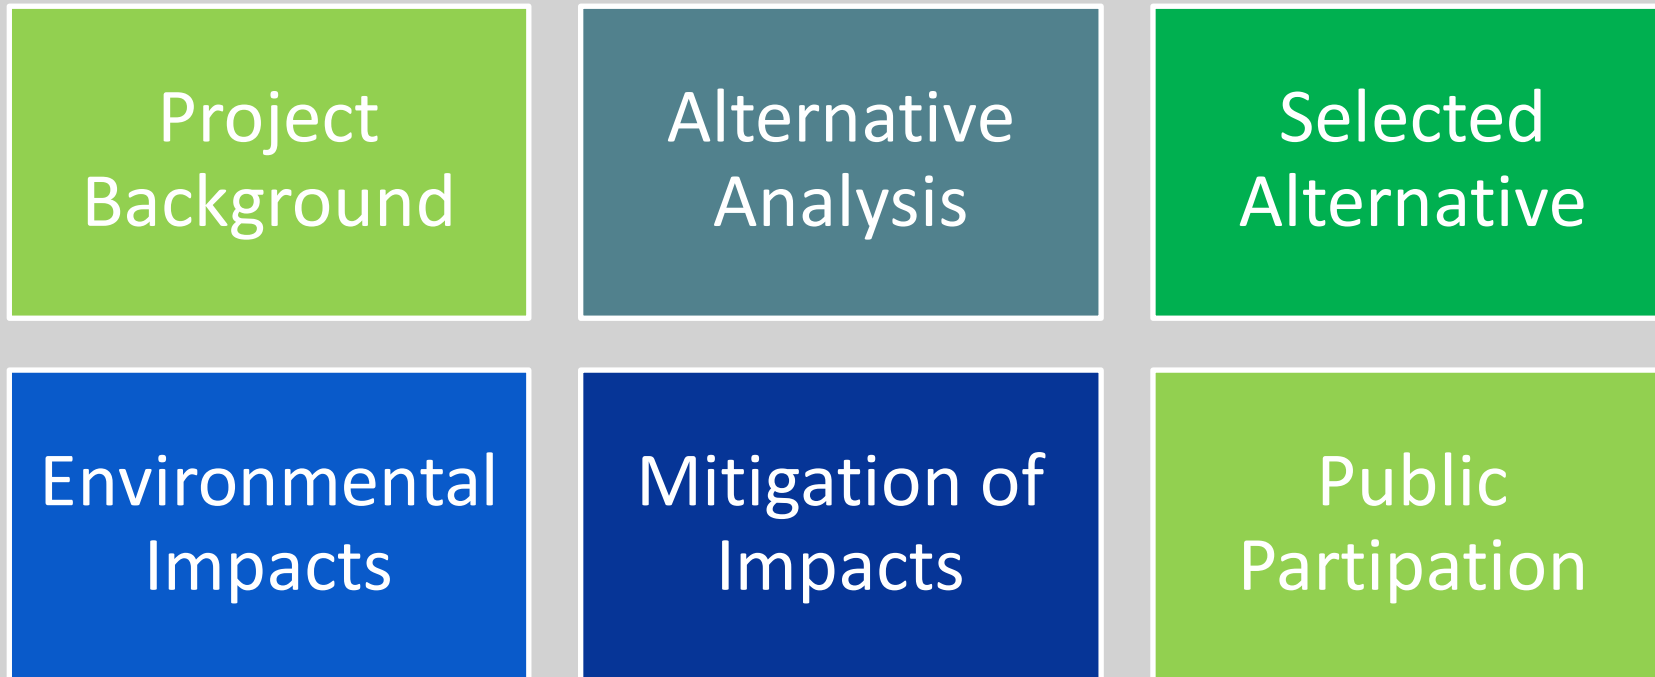 Project
Background
Alternative
Analysis
Selected
Alternative
Environmental
Impacts
Mitigation of
Impacts
Public
Partipation